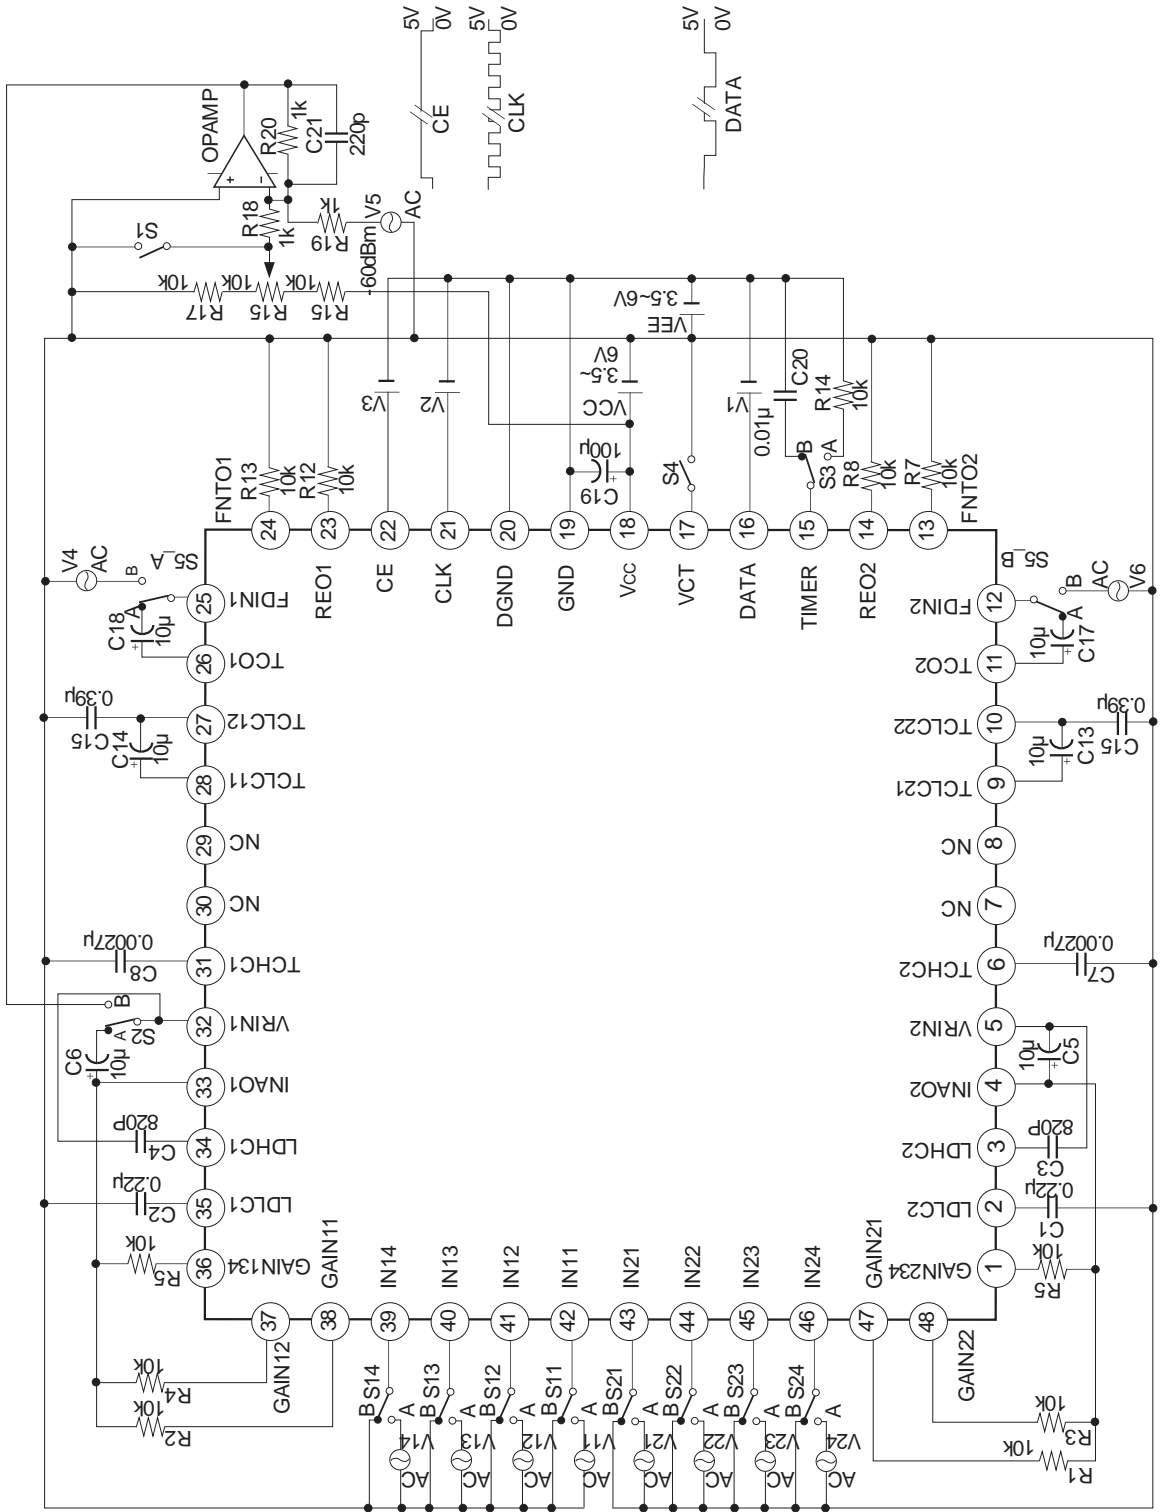 5V
0V
CE
5V
0V
CLK
5V
0V
DATA
OPAMP
+
-
R20
1k
C21
220p
R18
1k
R19
1k
V5
AC
-60dBm
S1
10k
R17
10k
R15
10k
R15
3.5~6V
VEE
3.5~
6V
VCC
V3
V2
V1
C20
0.01µ
R14
10k
B
A
S3
S4
C19
100µ
+
FNTO1
R13
10k
R12
10k
R8
10k
R7
10k
FNTO2
24
23
22
21
20
19
18
17
16
15
14
13
REO1
CE
CLK
DGND
GND
VCC
VCT
DATA
TIMER
REO2
V4
AC
B
S5_A
A
C18
10µ
+
25
FDIN1
26
TCO1
0.39µ
C15
C14
10µ
+
27
TCLC12
28
TCLC11
29
NC
30
NC
0.0027µ
C8
31
TCHC1
B
A
S2
32
VRIN1
C6
10µ
+
33
INAO1
820P
C4
34
LDHC1
0.22µ
C2
35
LDLC1
10k
R5
36
GAIN134
S5_B
12
FDIN2
B
A
AC
V6
10µ
+
C17
11
TCO2
10
TCLC22
0.39µ
C15
10µ
+
C13
9
TCLC21
8
NC
7
NC
6
TCHC2
0.0027µ
C7
5
VRIN2
10µ
+
C5
4
INAO2
3
LDHC2
820P
C3
2
LDLC2
0.22µ
C1
1
GAIN234
10k
R5
GAIN11
IN14
IN13
IN12
IN11
IN21
IN22
IN23
IN24
GAIN21
37
38
39
40
41
42
43
44
45
46
47
48
GAIN12
GAIN22
10k
R4
10k
R2
B
S14
A
V14
AC
B
S13
A
V13
AC
B
S12
A
V12
AC
B
S11
A
V11
AC
B
S21
A
V21
AC
B
S22
A
V22
AC
B
S23
A
V23
AC
B
S24
A
V24
AC
10k
R3
10k
R1